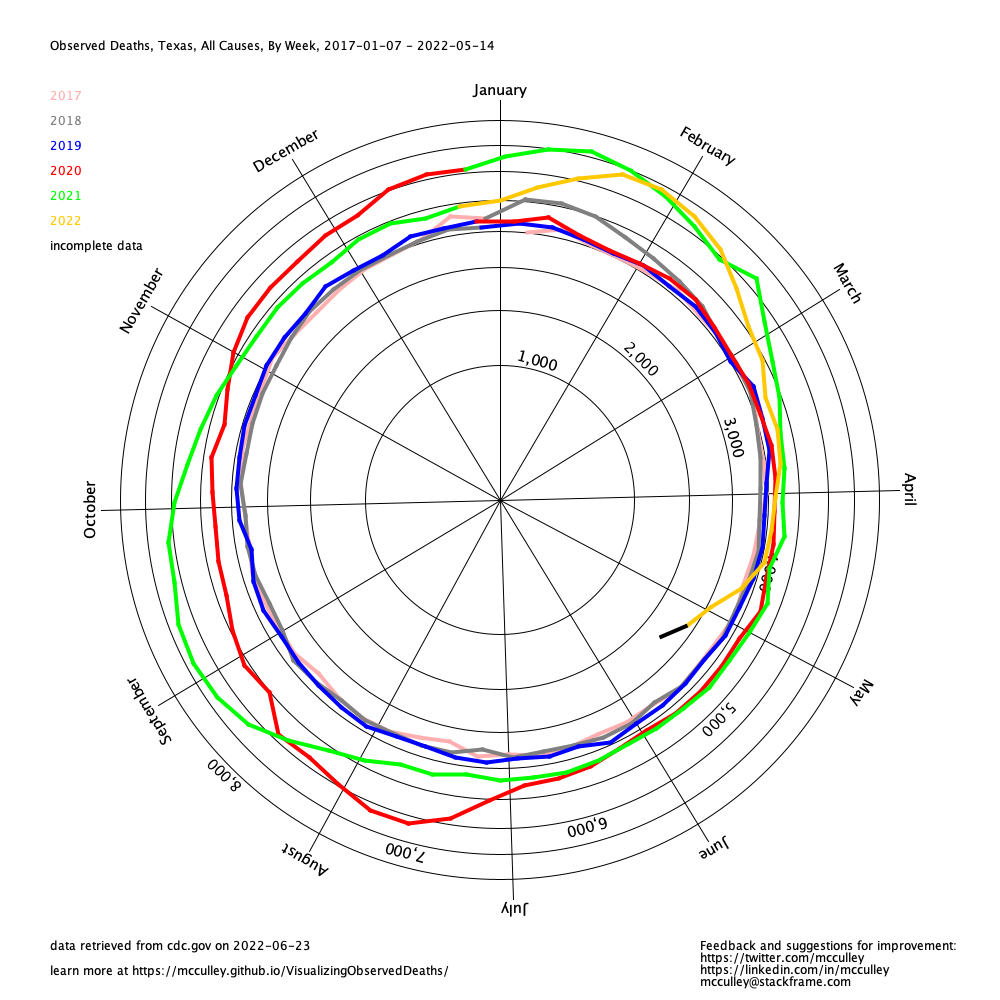 Observed Deaths, Texas, All Causes, By Week, 2017-01-07 - 2022-05-14
January
2017
2018
2019
2020
2021
2022
incomplete data
December
February
November
March
1,000
2,000
3,000
October
April
September
May
5,000
8,000
6,000
7,000
August
June
July
data retrieved from cdc.gov on 2022-06-23
learn more at https://mcculley.github.io/VisualizingObservedDeaths/
Feedback and suggestions for improvement:
https://twitter.com/mcculley
https://linkedin.com/in/mcculley
mcculley@stackframe.com